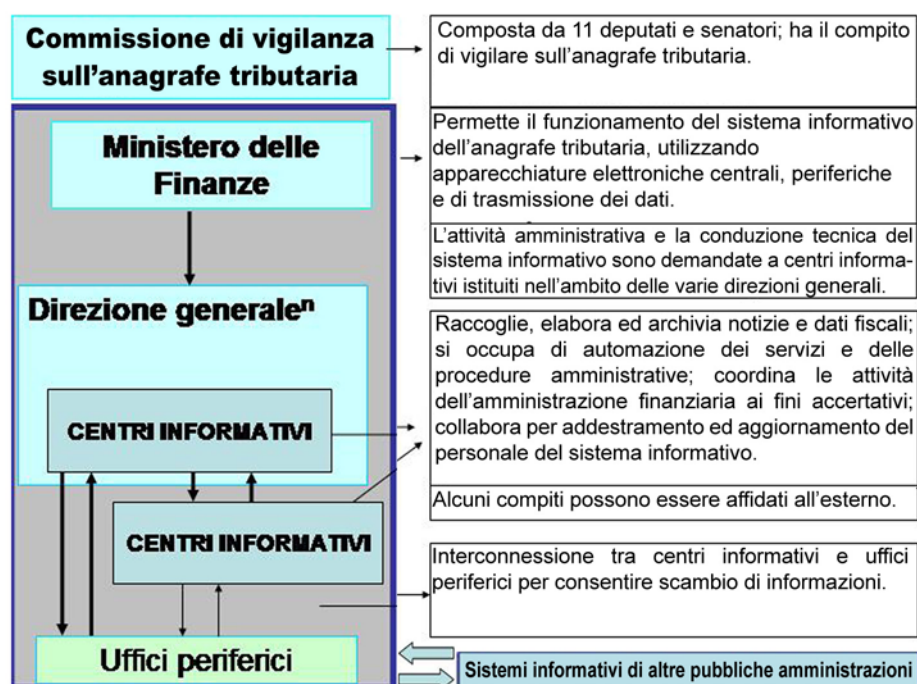 Commissione di vigilanza
sull'anagrafe tributaria
Composta da 11 deputati e senatori; ha il compito
di vigilare sull'anagrafe tributaria.
Ministero delle
Finanze
Permette il funzionamento del sistema informativo
dell'anagrafe tributaria, utilizzando
apparecchiature elettroniche centrali, periferiche
e di trasmissione dei dati.
L'attività amministrativa e la conduzione tecnica del
sistema informativo sono demandate a centri informa-
tivi istituiti nell'ambito delle varie direzioni generali.
Direzione generaleⁿ
Raccoglie, elabora ed archivia notizie e dati fiscali;
si occupa di automazione dei servizi e delle
procedure amministrative; coordina le attività
dell'amministrazione finanziaria ai fini accertativi;
collabora per addestramento ed aggiornamento del
personale del sistema informativo.
CENTRI INFORMATIVI
Alcuni compiti possono essere affidati all'esterno.
CENTRI INFORMATIVI
Interconnessione tra centri informativi e uffici
periferici per consentire scambio di informazioni.
Uffici periferici
Sistemi informativi di altre pubbliche amministrazioni